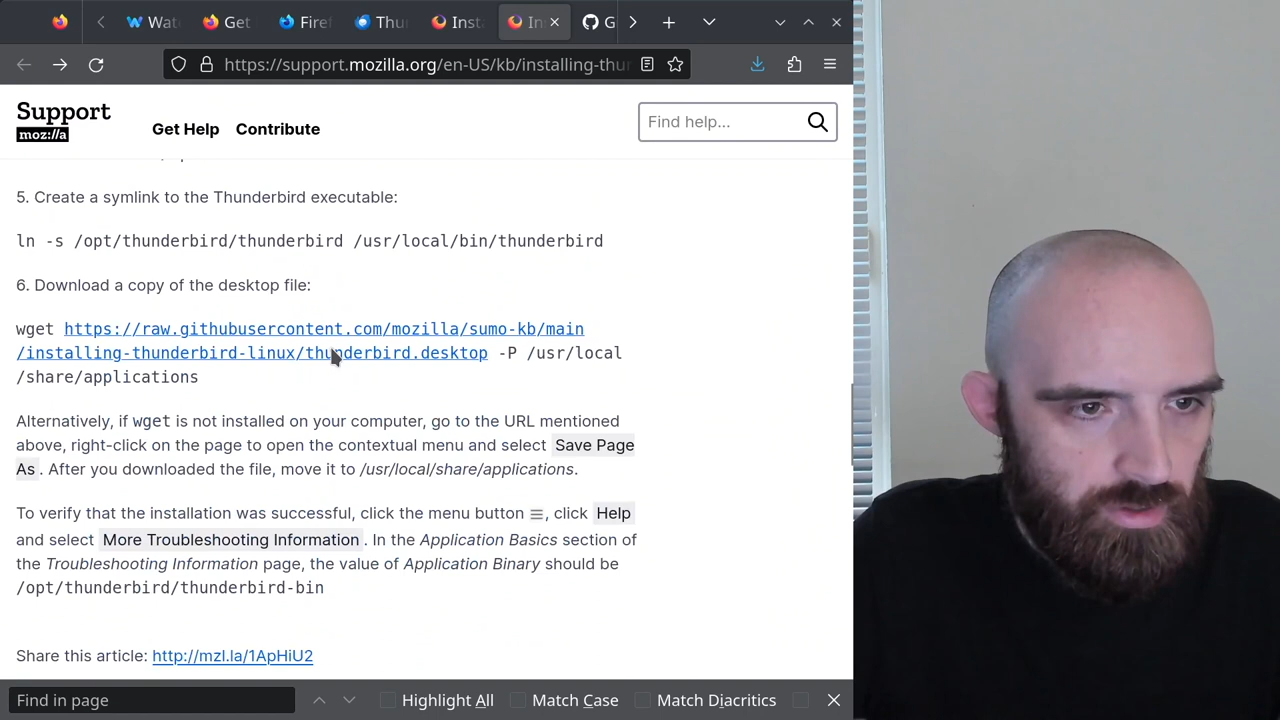 Wat
Get
Firef
Thu
Inst
In
G
https://support.mozilla.org/en-US/kb/installing-thu
Support
moz://a
Get Help
Contribute
Find help...
5. Create a symlink to the Thunderbird executable:
ln -s /opt/thunderbird/thunderbird /usr/local/bin/thunderbird
6. Download a copy of the desktop file:
wget https://raw.githubusercontent.com/mozilla/sumo-kb/main
/installing-thunderbird-linux/thunderbird.desktop -P /usr/local
/share/applications
Alternatively, if wget is not installed on your computer, go to the URL mentioned
above, right-click on the page to open the contextual menu and select Save Page
As . After you downloaded the file, move it to /usr/local/share/applications.
To verify that the installation was successful, click the menu button ≡, click Help
and select More Troubleshooting Information . In the Application Basics section of
the Troubleshooting Information page, the value of Application Binary should be
/opt/thunderbird/thunderbird-bin
Share this article: http://mzl.la/1ApHiU2
Find in page
Highlight All
Match Case
Match Diacritics